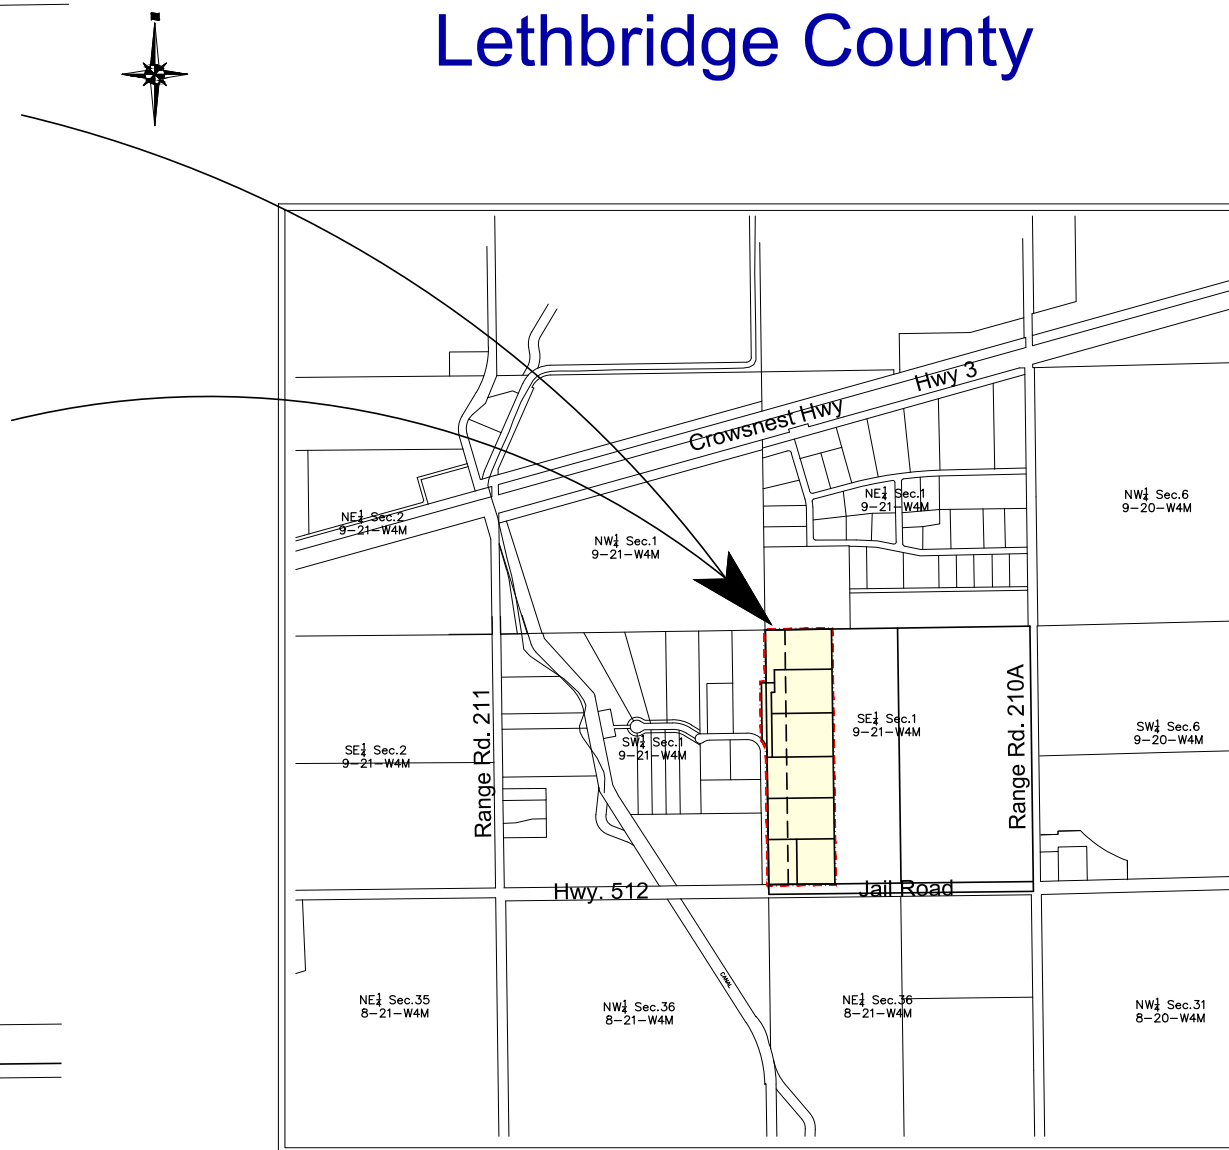 Lethbridge County
Hwy 3
Crowsnest Hwy
NE¼ Sec.2
9-21-W4M
NW¼ Sec.1
9-21-W4M
NE¼ Sec.1
9-21-W4M
NW¼ Sec.6
9-20-W4M
Range Rd. 211
SE¼ Sec.2
9-21-W4M
SW¼ Sec.1
9-21-W4M
SE¼ Sec.1
9-21-W4M
Range Rd. 210A
SW¼ Sec.6
9-20-W4M
Hwy. 512
Jail Road
NE¼ Sec.35
8-21-W4M
NW¼ Sec.36
8-21-W4M
CANAL
NE¼ Sec.36
8-21-W4M
NW¼ Sec.31
8-20-W4M